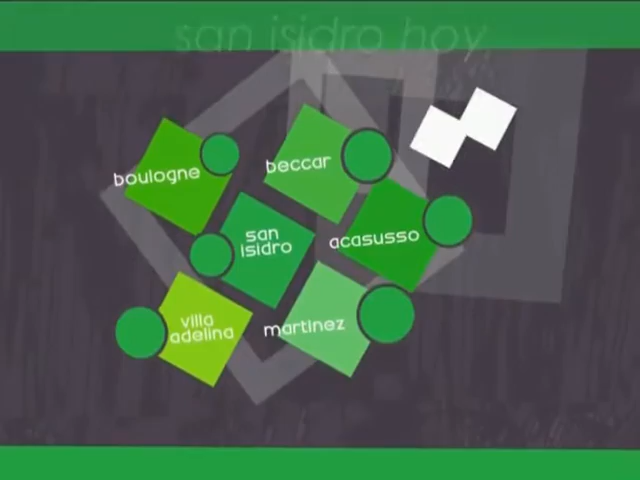 san isidro hoy
boulogne
beccar
san
isidro
acasusso
villa
adelina
martinez